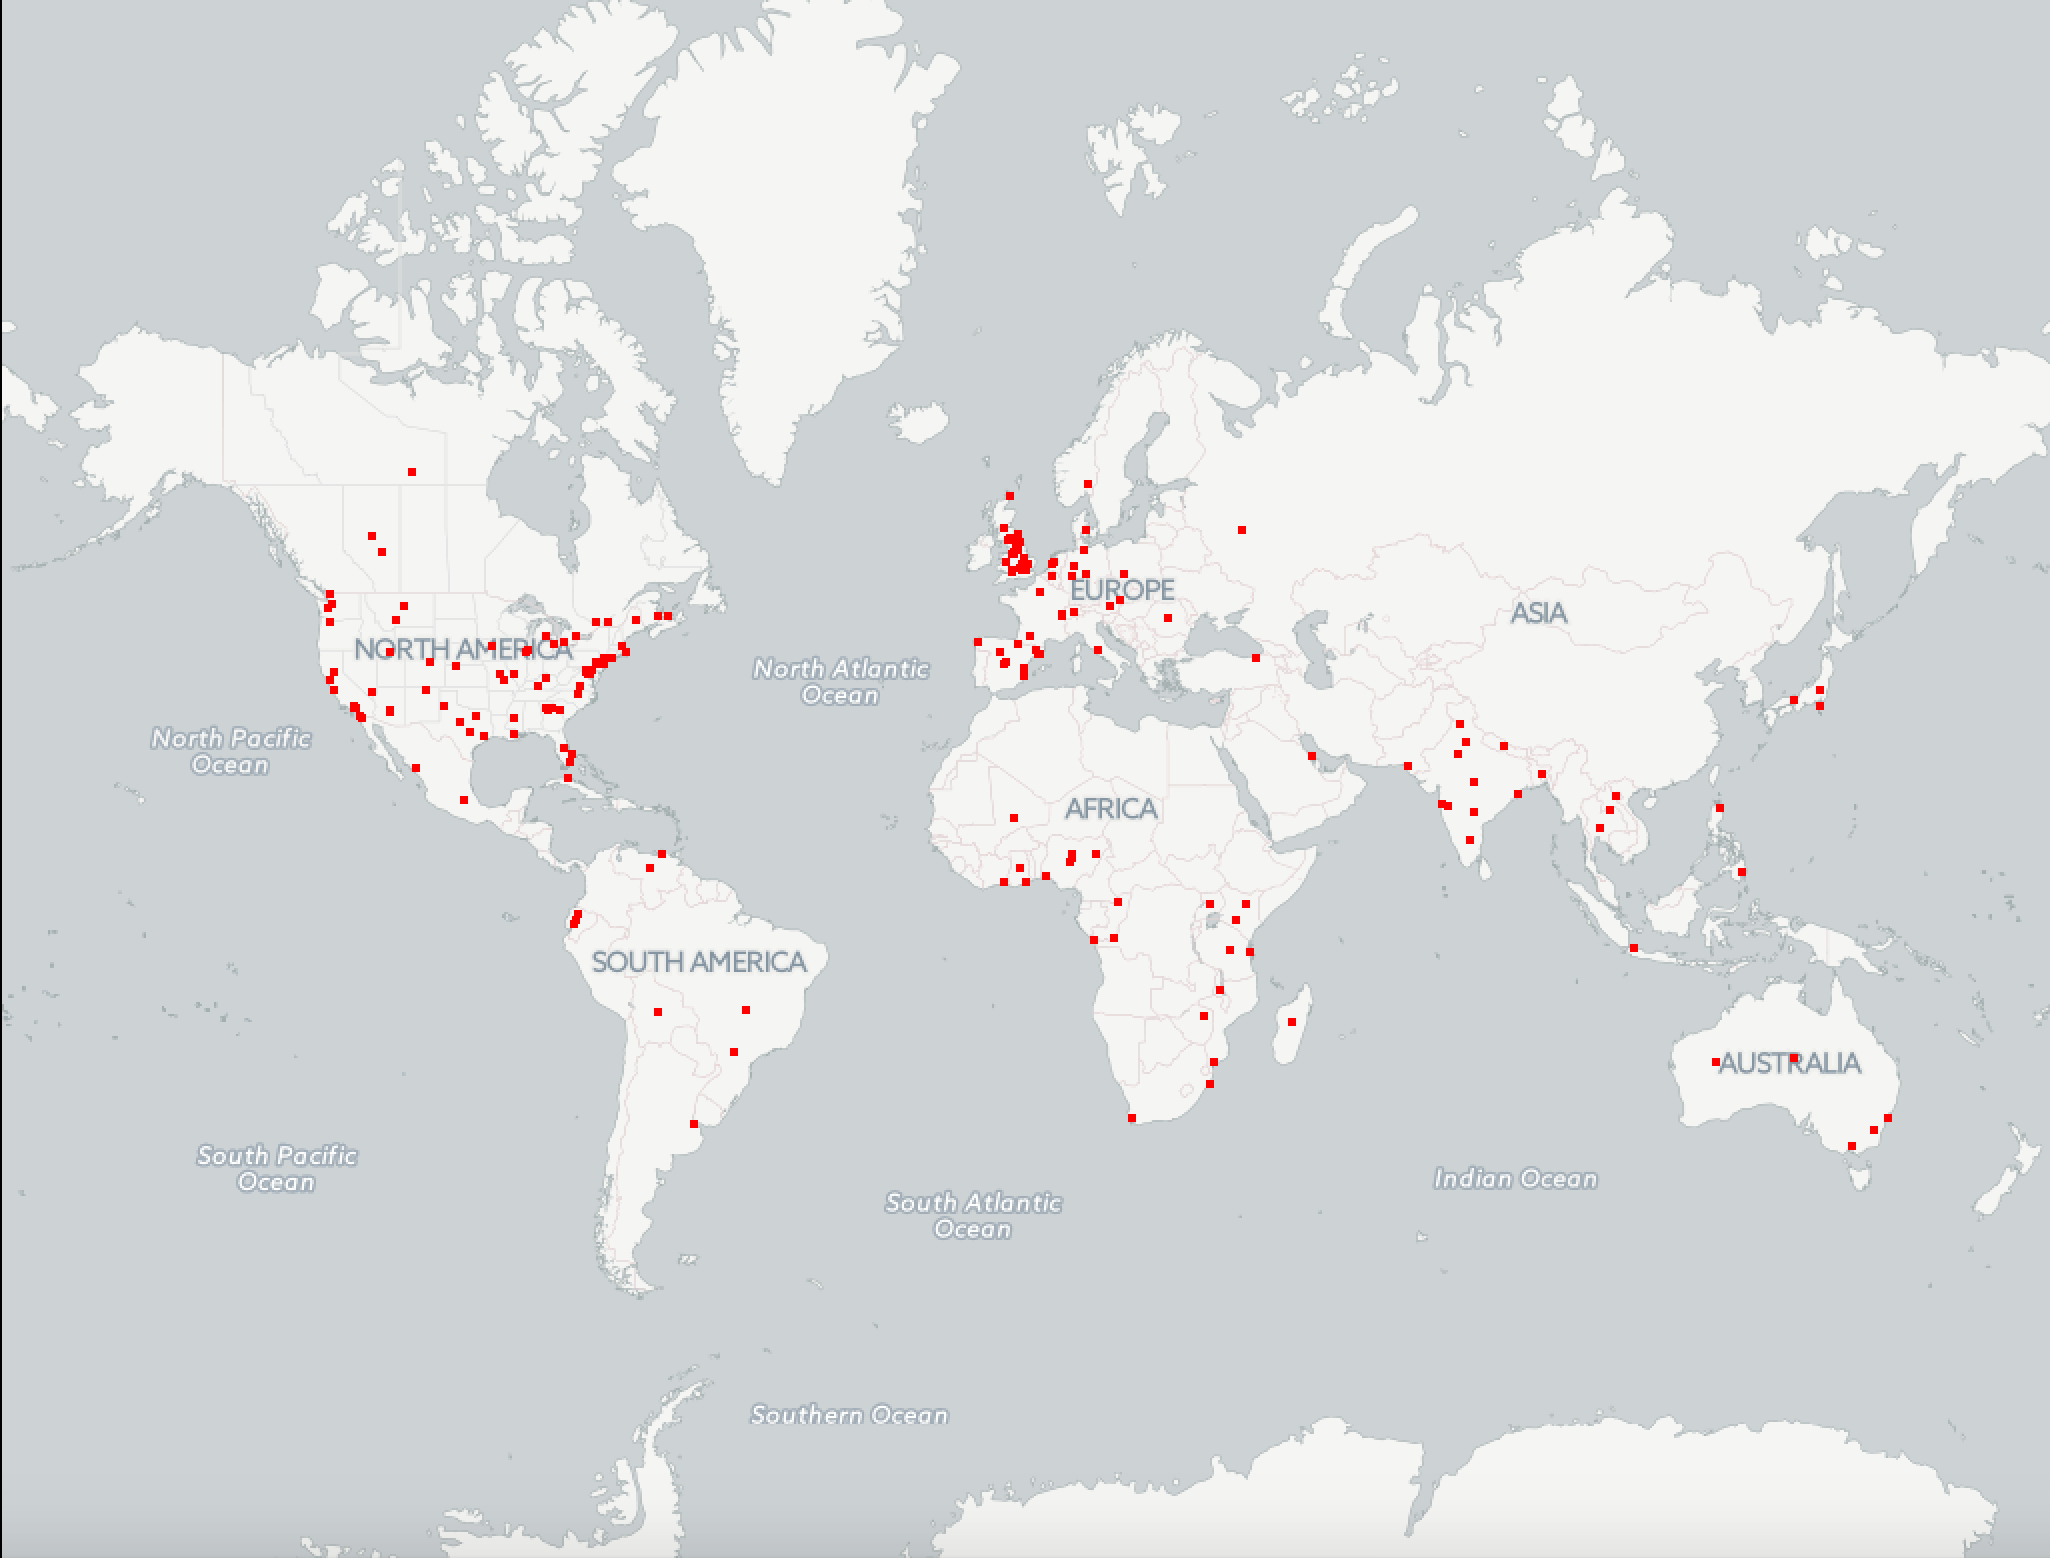 EUROPE
ASIA
NORTH AMERICA
North Atlantic
Ocean
North Pacific
Ocean
AFRICA
SOUTH AMERICA
AUSTRALIA
South Pacific
Ocean
Indian Ocean
South Atlantic
Ocean
Southern Ocean